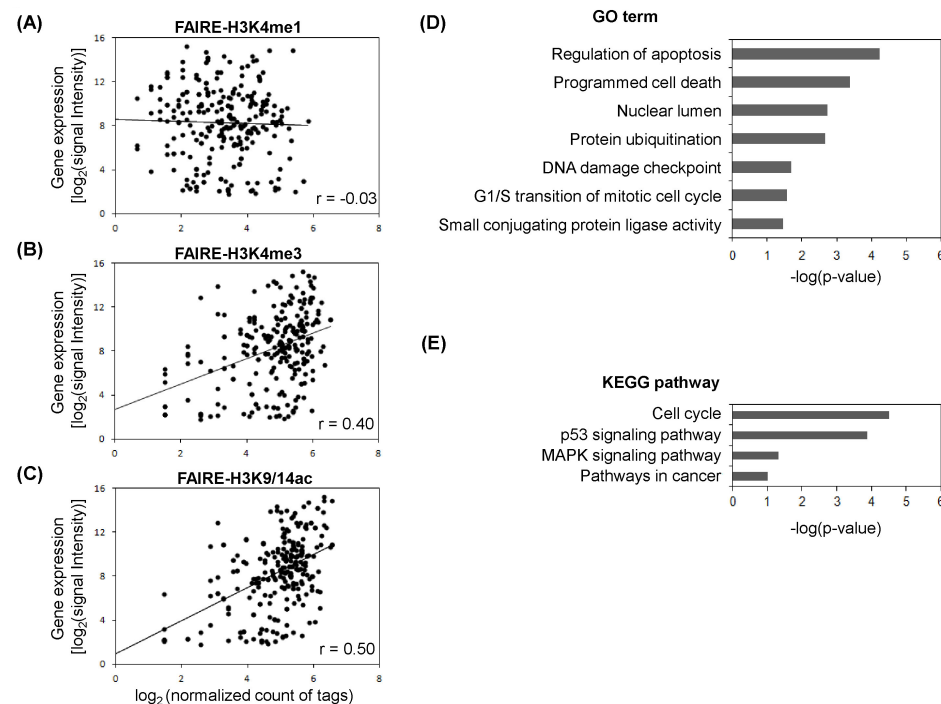 (A)
FAIRE-H3K4me1
Gene expression
[log2(signal Intensity)]
16
12
8
4
0
0 2 4 6 8
r = -0.03
(B)
FAIRE-H3K4me3
Gene expression
[log2(signal Intensity)]
16
12
8
4
0
0 2 4 6 8
r = 0.40
(C)
FAIRE-H3K9/14ac
Gene expression
[log2(signal Intensity)]
16
12
8
4
0
0 2 4 6 8
r = 0.50
log2 (normalized count of tags)
(D)
GO term
Regulation of apoptosis
Programmed cell death
Nuclear lumen
Protein ubiquitination
DNA damage checkpoint
G1/S transition of mitotic cell cycle
Small conjugating protein ligase activity
0 1 2 3 4 5 6
-log(p-value)
(E)
KEGG pathway
Cell cycle
p53 signaling pathway
MAPK signaling pathway
Pathways in cancer
0 1 2 3 4 5 6
-log(p-value)